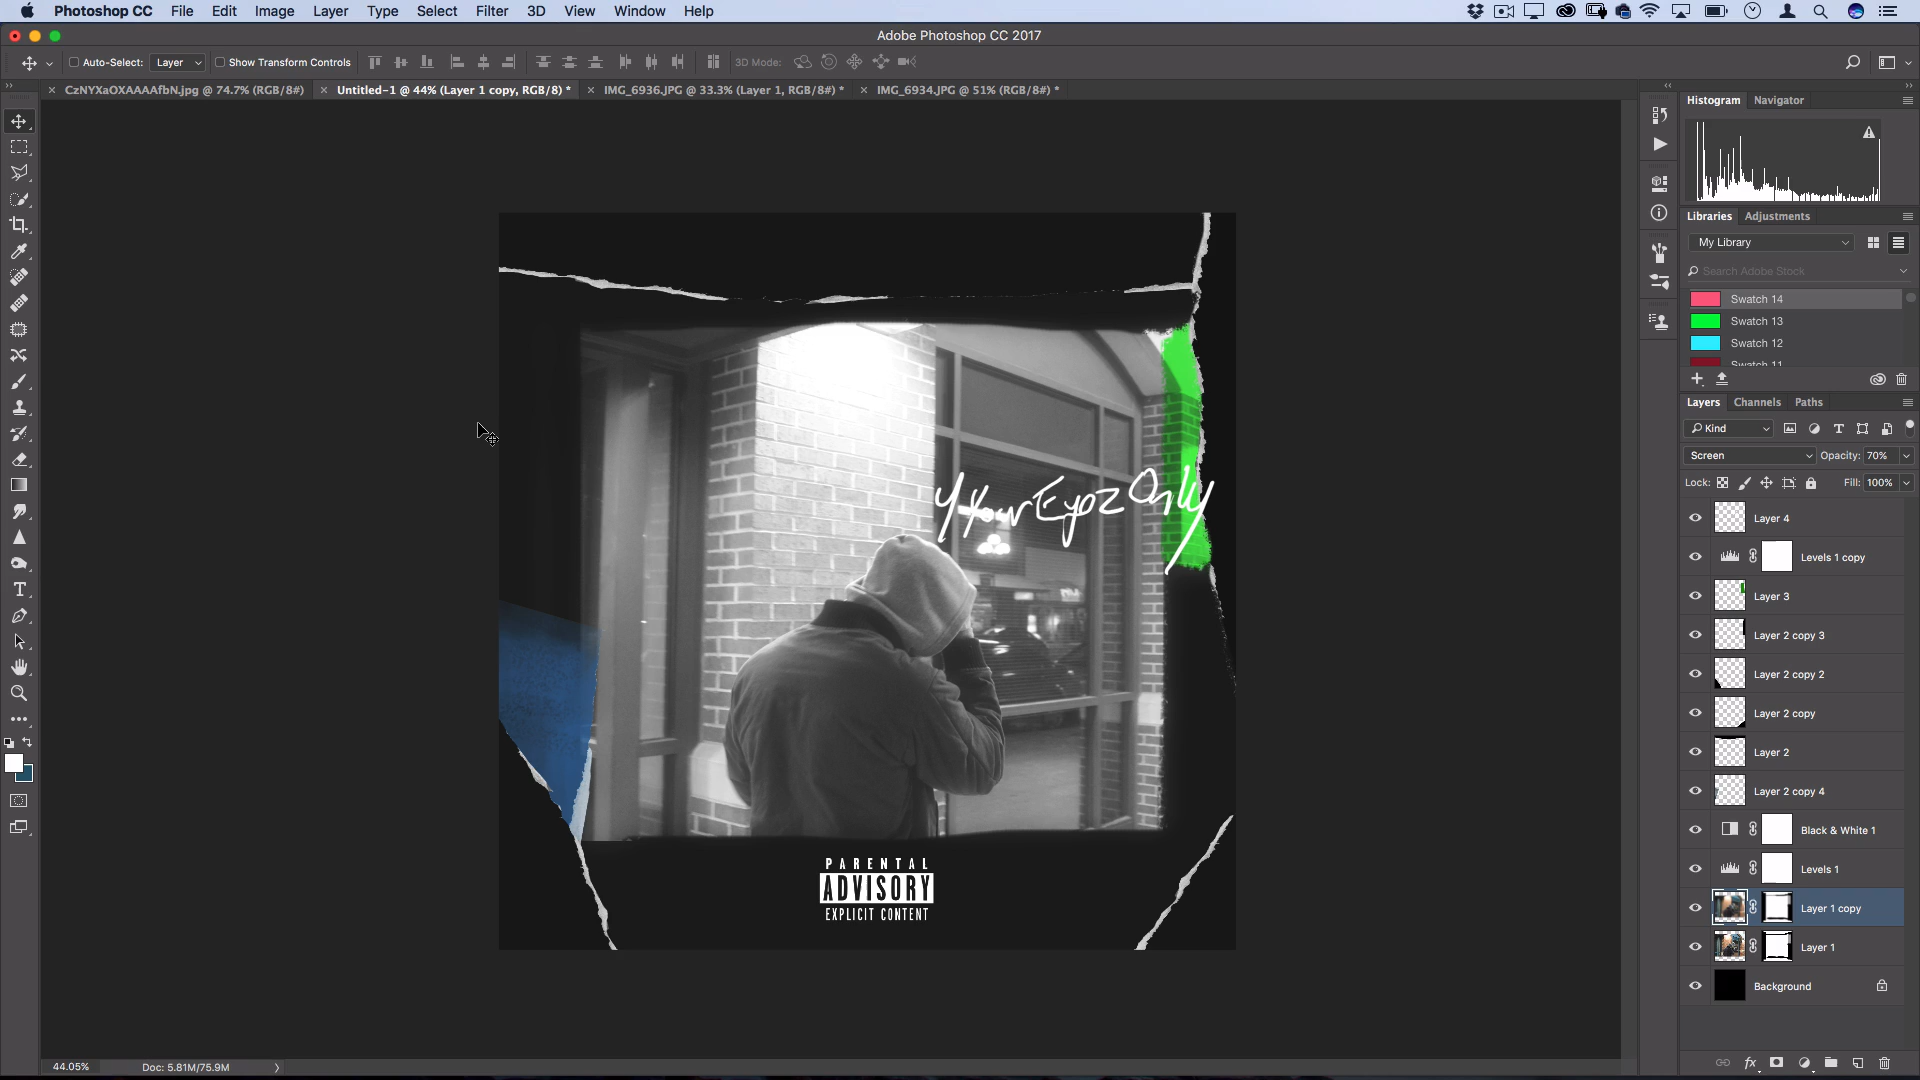 Photoshop CC File Edit Image Layer Type Select Filter 3D View Window Help
Adobe Photoshop CC 2017
Auto-Select: Layer Show Transform Controls 3D Mode:
CzNYXaOXAAAAfbN.jpg @ 74.7% (RGB/8#) Untitled-1 @ 44% (Layer 1 copy, RGB/8) * IMG_6936.JPG @ 33.3% (Layer 1, RGB/8#) * IMG_6934.JPG @ 51% (RGB/8#) *
Histogram Navigator
Libraries Adjustments
My Library
Search Adobe Stock
Swatch 14
Swatch 13
Swatch 12
Swatch 11
Layers Channels Paths
Kind
Screen Opacity: 70%
Lock: Fill: 100%
Layer 4
Levels 1 copy
Layer 3
Layer 2 copy 3
Layer 2 copy 2
Layer 2 copy
Layer 2
Layer 2 copy 4
Black & White 1
Levels 1
Layer 1 copy
Layer 1
Background
4 Your Eyez Only
PARENTAL
ADVISORY
EXPLICIT CONTENT
44.05% Doc: 5.81M/75.9M